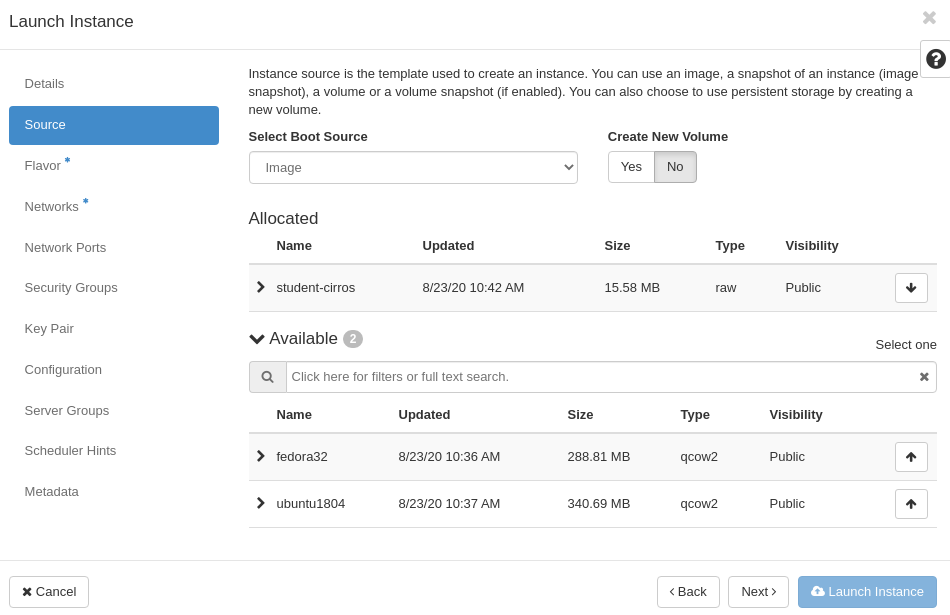 Launch Instance
Details
Source
Flavor *
Networks *
Network Ports
Security Groups
Key Pair
Configuration
Server Groups
Scheduler Hints
Metadata
Instance source is the template used to create an instance. You can use an image, a snapshot of an instance (image
snapshot), a volume or a volume snapshot (if enabled). You can also choose to use persistent storage by creating a
new volume.
Select Boot Source
Create New Volume
Image
Yes No
Allocated
Name Updated Size Type Visibility
student-cirros 8/23/20 10:42 AM 15.58 MB raw Public
Available 2
Select one
Click here for filters or full text search.
Name Updated Size Type Visibility
fedora32 8/23/20 10:36 AM 288.81 MB qcow2 Public
ubuntu1804 8/23/20 10:37 AM 340.69 MB qcow2 Public
Cancel
Back
Next
Launch Instance